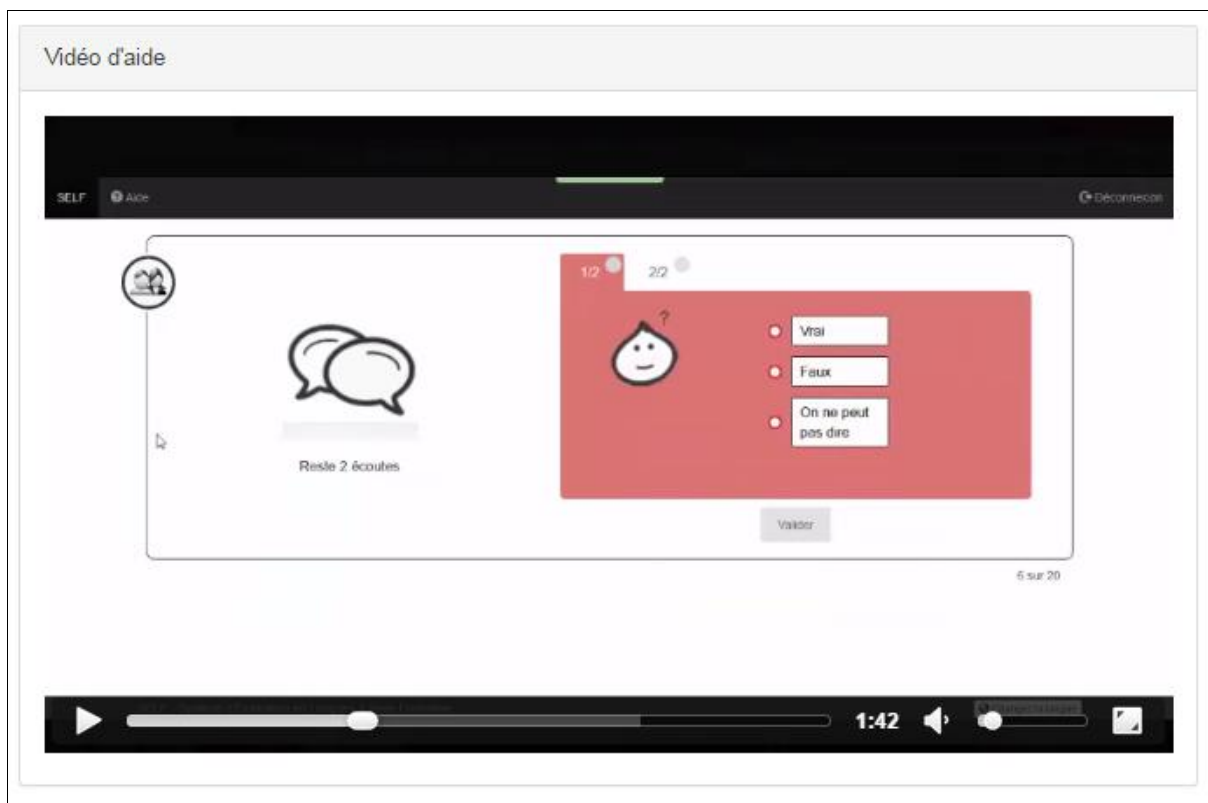 Vidéo d'aide
SELF Aide Déconnexion
1/2 2/2
?
Vrai
Faux
On ne peut
pas dire
Reste 2 écoutes
Valider
6 sur 20
1:42